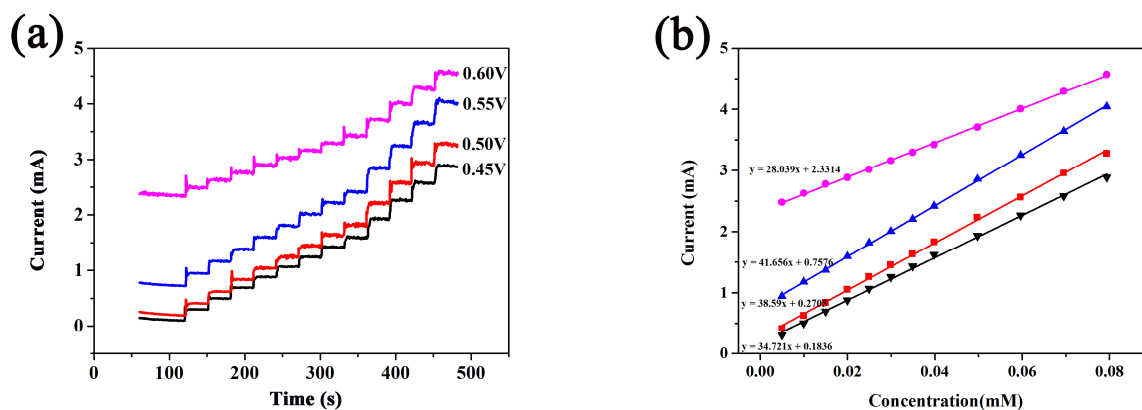 (a)
5
4
3
2
1
0
Current (mA)
0.60V
0.55V
0.50V
0.45V
0 100 200 300 400 500
Time (s)
(b)
5
4
3
2
1
0
Current (mA)
y = 28.039x + 2.3314
y = 41.656x + 0.7576
y = 38.59x +
y = 34.721x + 0.1836
0.00 0.02 0.04 0.06 0.08
Concentration(mM)